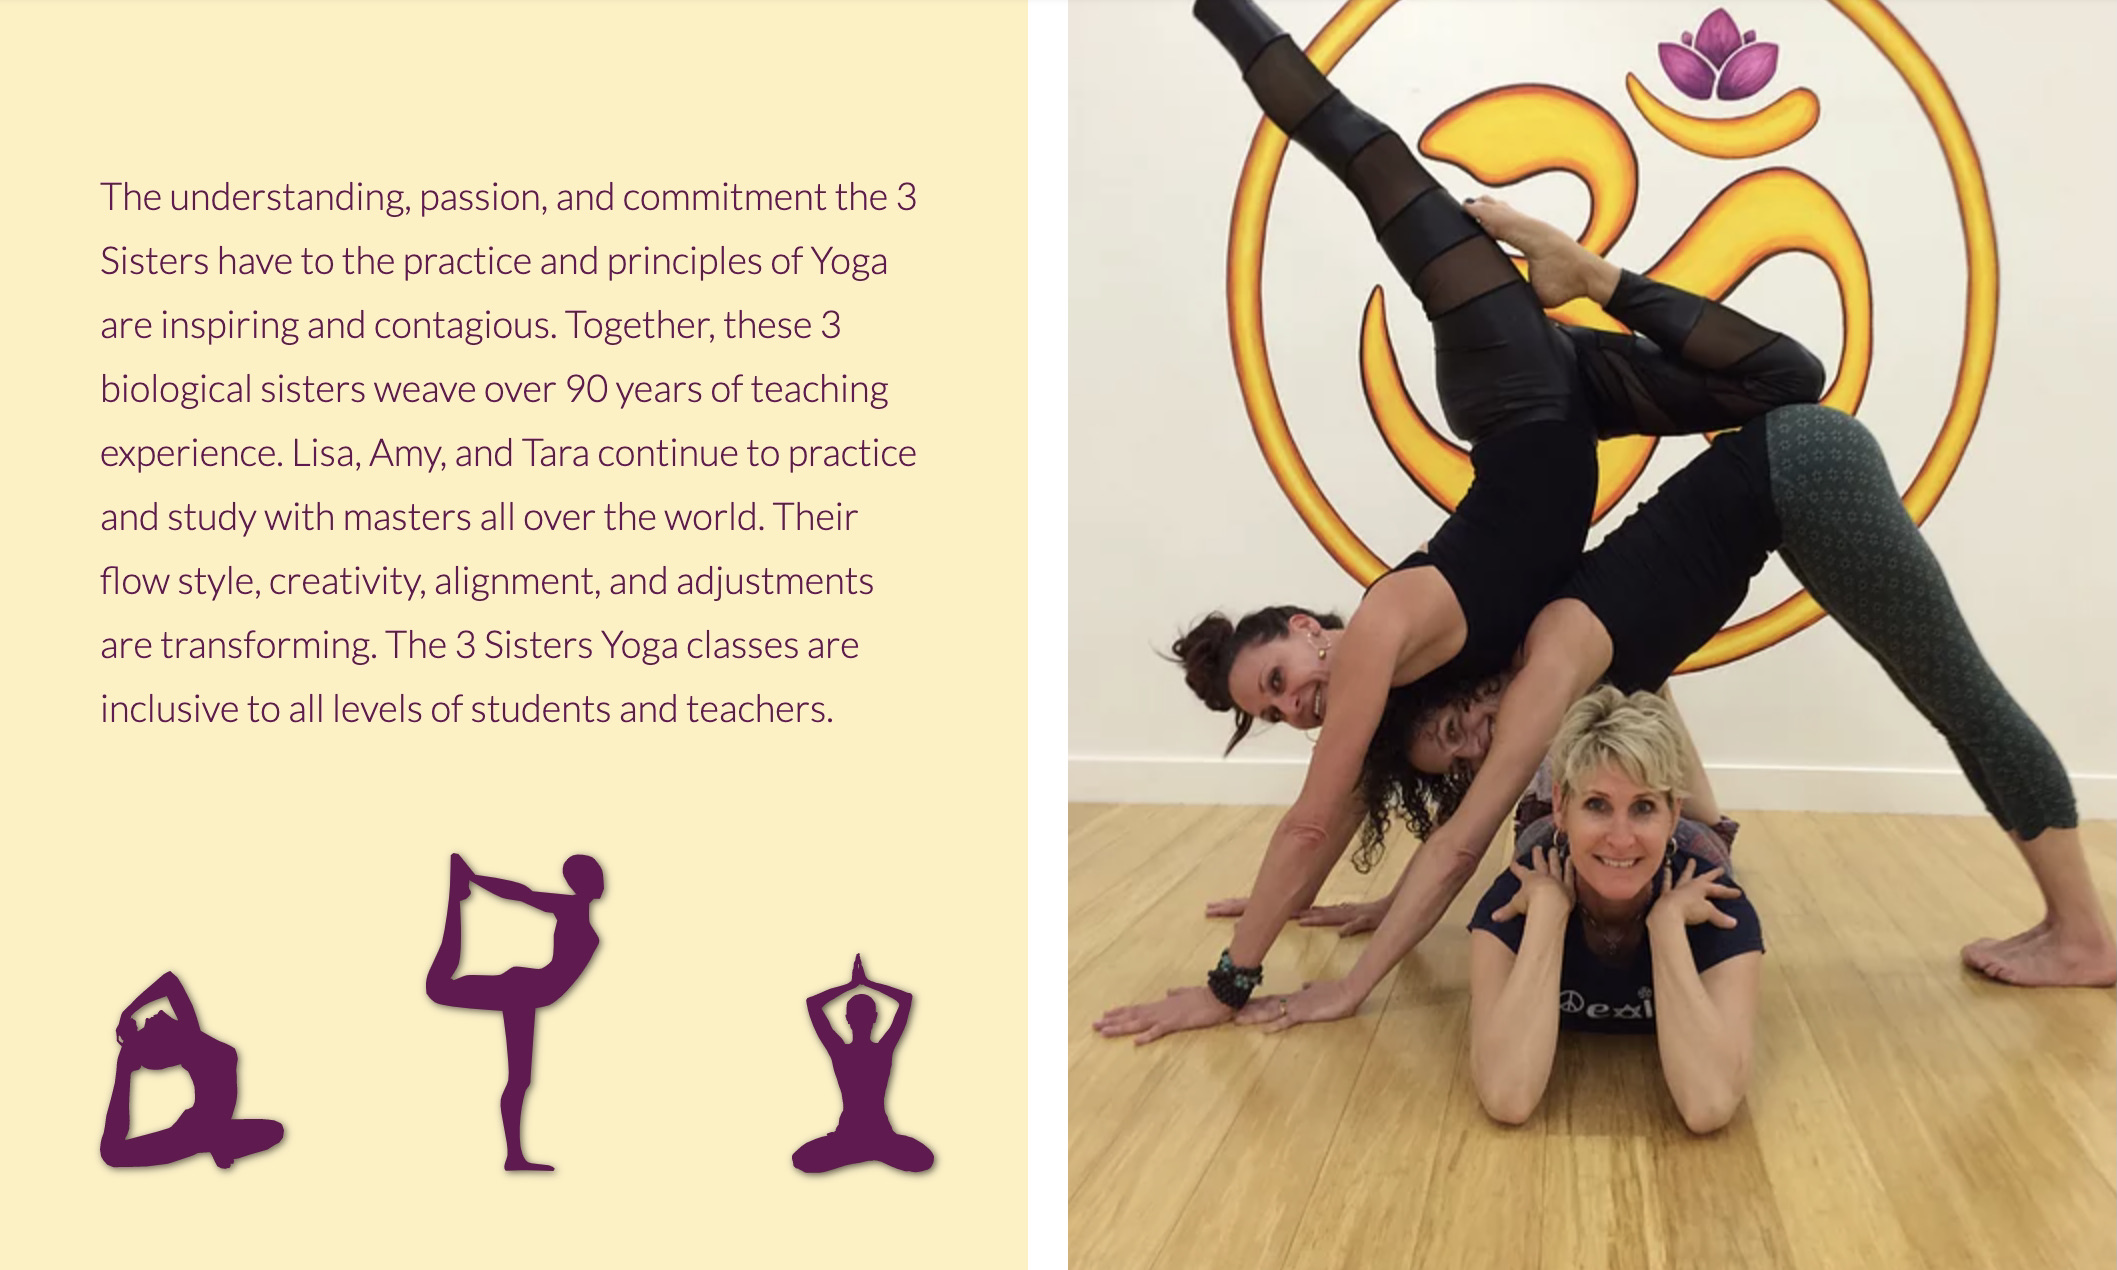 The understanding, passion, and commitment the 3
Sisters have to the practice and principles of Yoga
are inspiring and contagious. Together, these 3
biological sisters weave over 90 years of teaching
experience. Lisa, Amy, and Tara continue to practice
and study with masters all over the world. Their
flow style, creativity, alignment, and adjustments
are transforming. The 3 Sisters Yoga classes are
inclusive to all levels of students and teachers.
ॐ